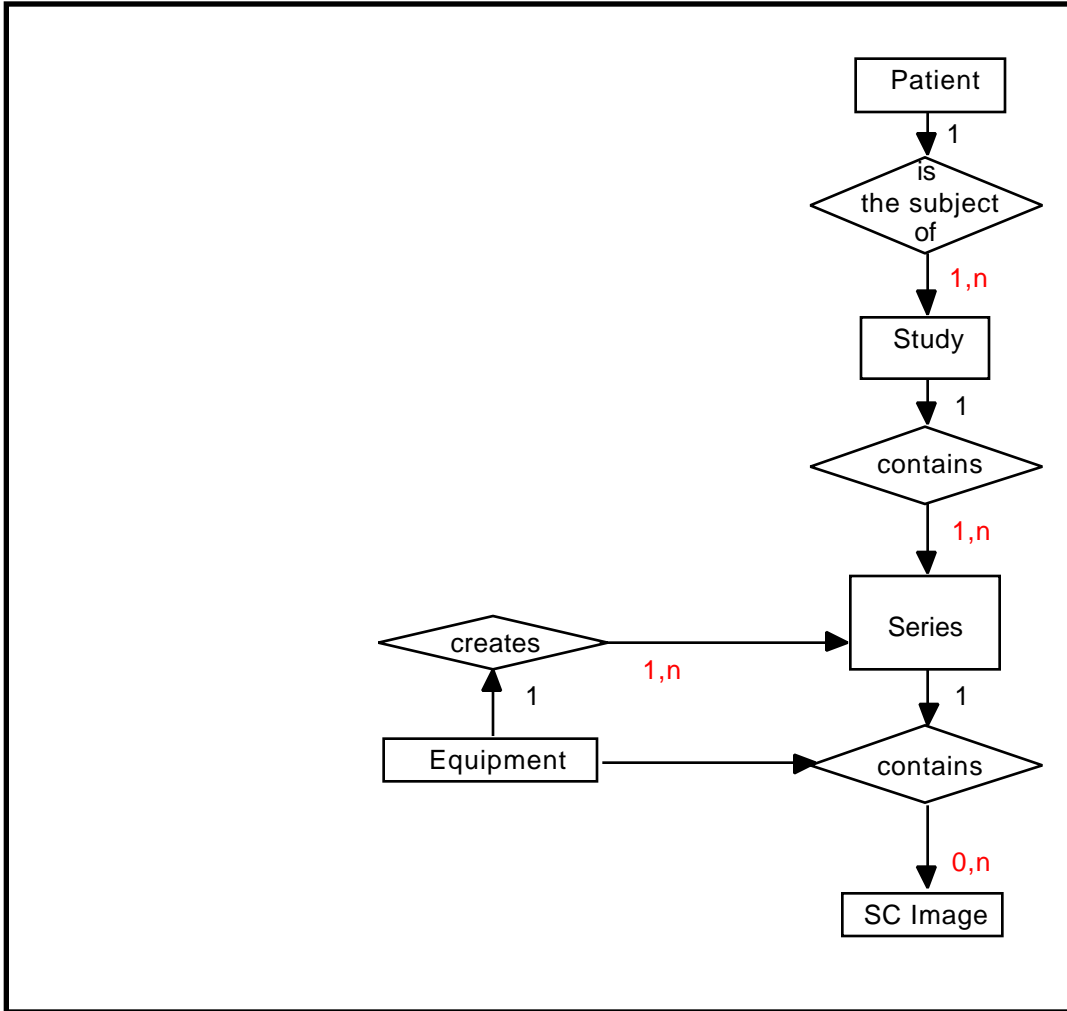 Patient
1
is
the subject
of
1,n
Study
1
contains
1,n
Series
creates
1,n
1
1
Equipment
contains
0,n
SC Image